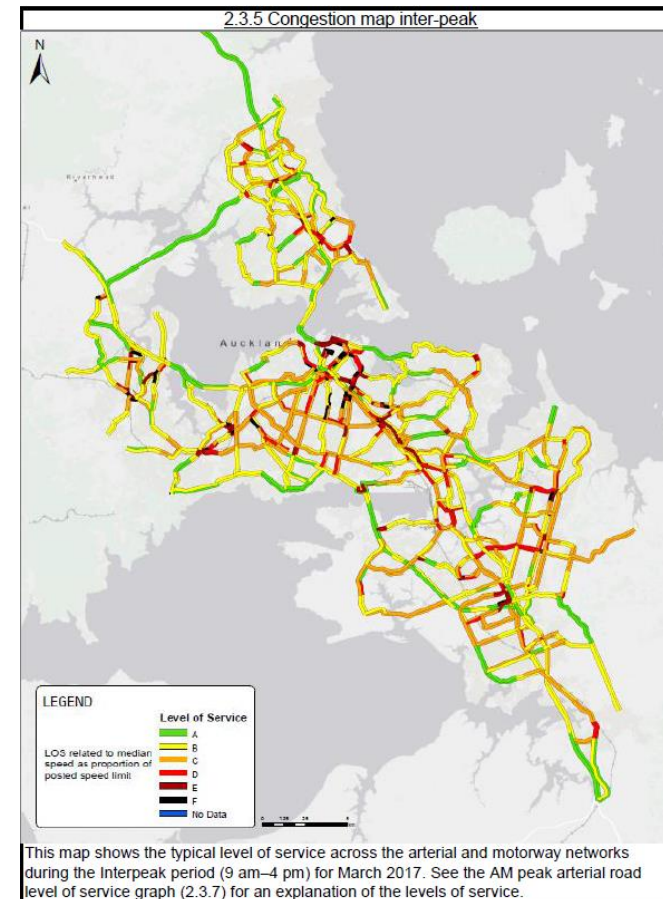 2.3.5 Congestion map inter-peak
N
Riverhead
Aucklan
LEGEND
Level of Service
LOS related to median
speed as proportion of
posted speed limit
A
B
C
D
E
F
No Data
This map shows the typical level of service across the arterial and motorway networks
during the Interpeak period (9 am–4 pm) for March 2017. See the AM peak arterial road
level of service graph (2.3.7) for an explanation of the levels of service.